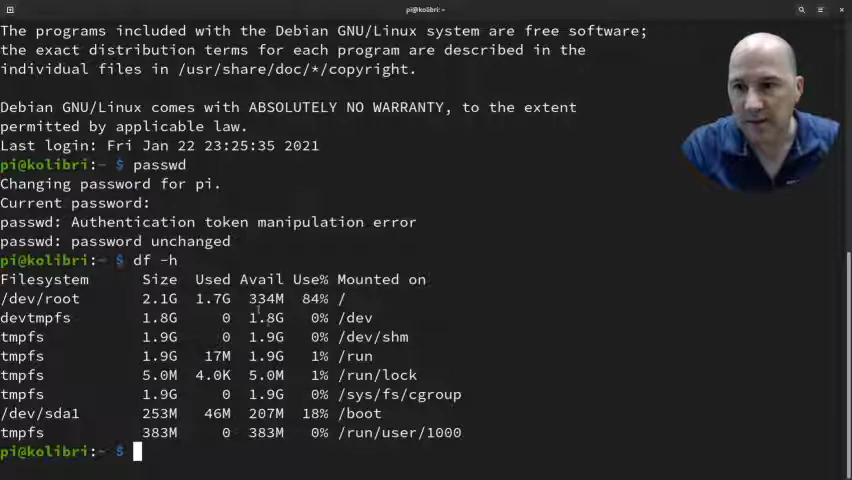 pi@kolibri: ~
The programs included with the Debian GNU/Linux system are free software;
the exact distribution terms for each program are described in the
individual files in /usr/share/doc/*/copyright.
Debian GNU/Linux comes with ABSOLUTELY NO WARRANTY, to the extent
permitted by applicable law.
Last login: Fri Jan 22 23:25:35 2021
pi@kolibri:~ $ passwd
Changing password for pi.
Current password:
passwd: Authentication token manipulation error
passwd: password unchanged
pi@kolibri:~ $ df -h
Filesystem      Size  Used Avail Use% Mounted on
/dev/root       2.1G  1.7G  334M  84% /
devtmpfs        1.8G     0  1.8G   0% /dev
tmpfs           1.9G     0  1.9G   0% /dev/shm
tmpfs           1.9G   17M  1.9G   1% /run
tmpfs           5.0M  4.0K  5.0M   1% /run/lock
tmpfs           1.9G     0  1.9G   0% /sys/fs/cgroup
/dev/sda1       253M   46M  207M  18% /boot
tmpfs           383M     0  383M   0% /run/user/1000
pi@kolibri:~ $